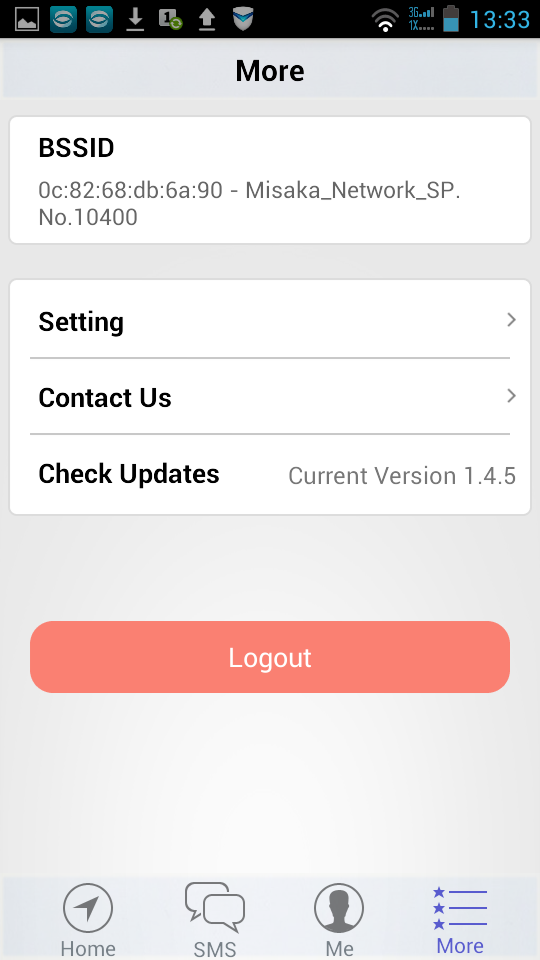 3G
1X
13:33
More
BSSID
0c:82:68:db:6a:90 - Misaka_Network_SP.
No.10400
Setting
Contact Us
Check Updates Current Version 1.4.5
Logout
Home SMS Me More